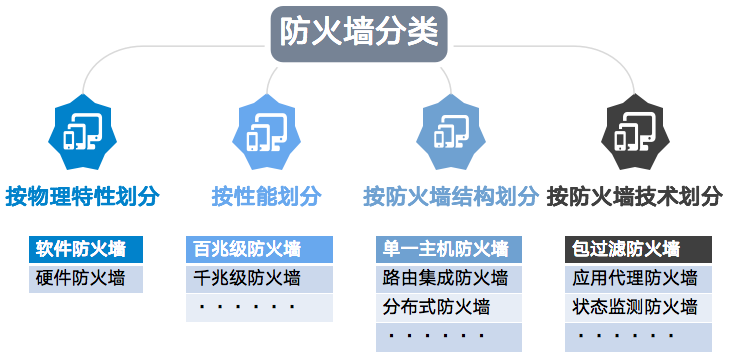 防火墙分类
按物理特性划分
软件防火墙
硬件防火墙
按性能划分
百兆级防火墙
千兆级防火墙
· · · · · ·
按防火墙结构划分
单一主机防火墙
路由集成防火墙
分布式防火墙
· · · · · ·
按防火墙技术划分
包过滤防火墙
应用代理防火墙
状态监测防火墙
· · · · · ·